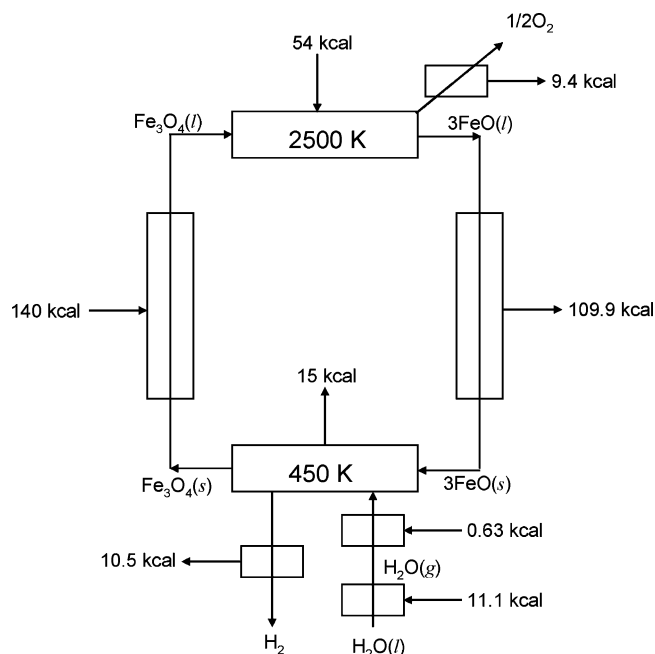 1/2O₂
54 kcal
9.4 kcal
Fe₃O₄(l)
2500 K
3FeO(l)
140 kcal
109.9 kcal
15 kcal
450 K
Fe₃O₄(s)
3FeO(s)
0.63 kcal
10.5 kcal
H₂O(g)
11.1 kcal
H₂
H₂O(l)